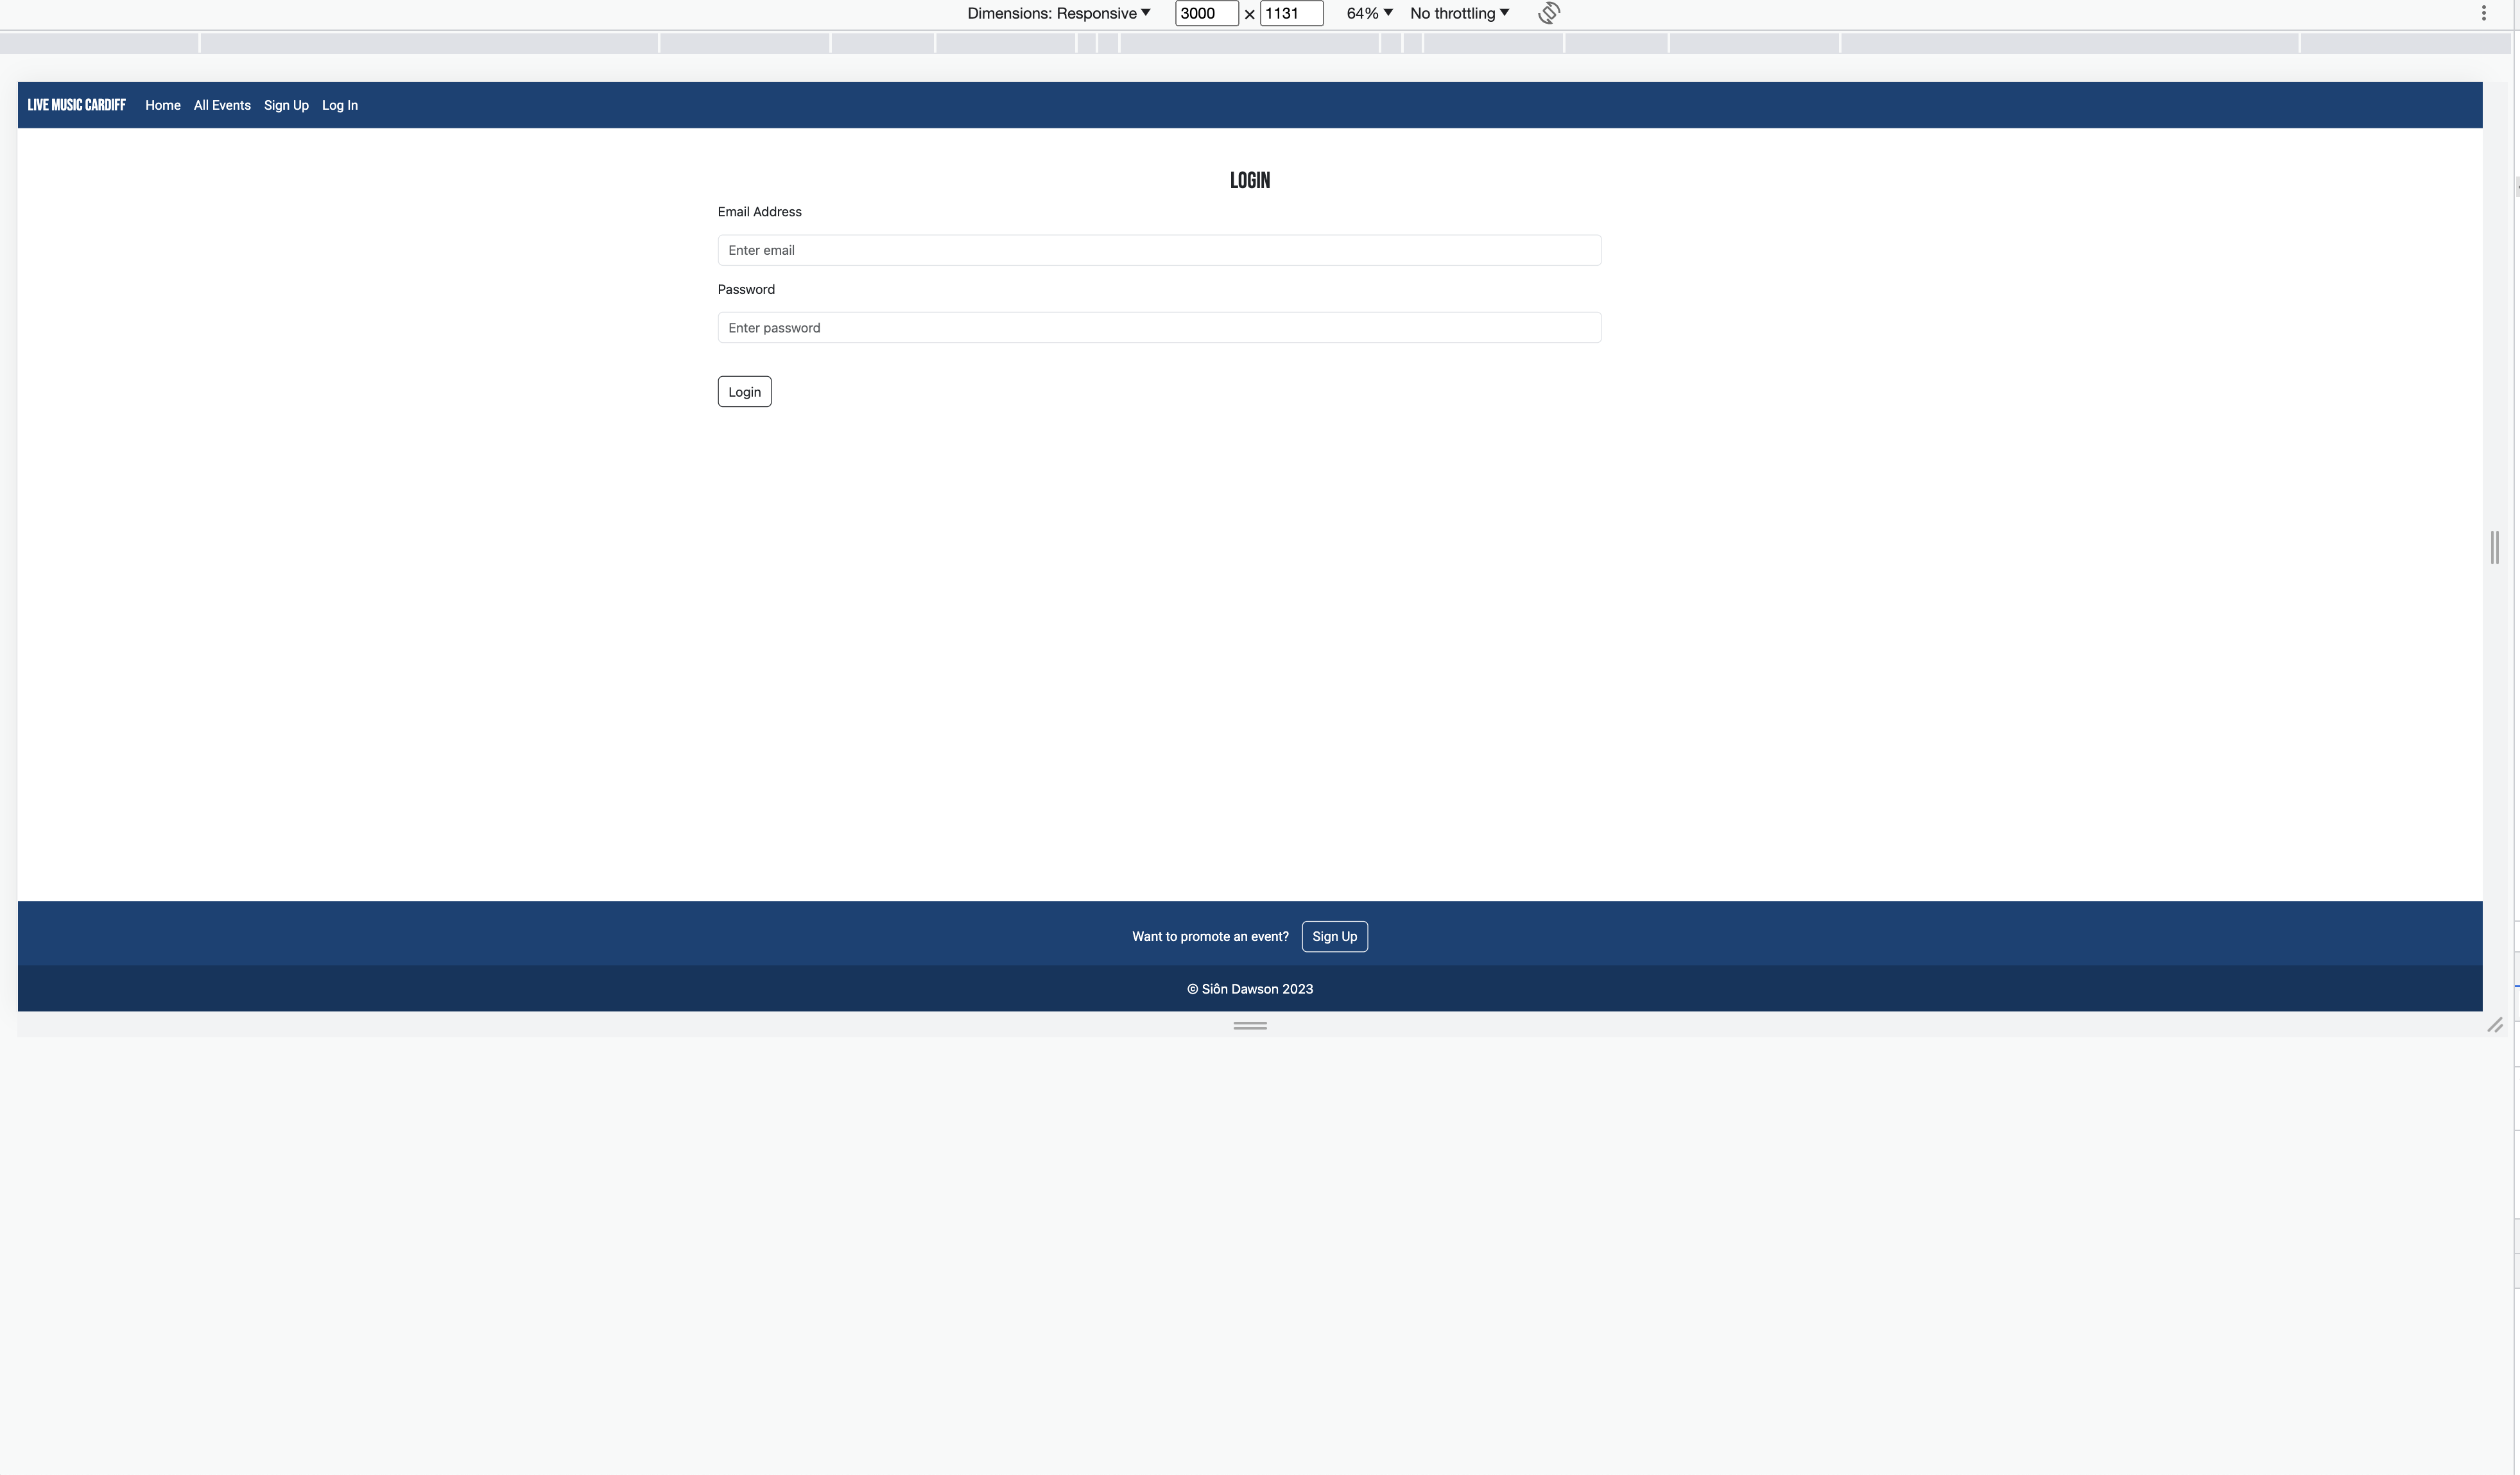 Dimensions: Responsive 3000 × 1131 64% No throttling
LIVE MUSIC CARDIFF Home All Events Sign Up Log In
LOGIN
Email Address
Enter email
Password
Enter password
Login
Want to promote an event? Sign Up
© Siôn Dawson 2023